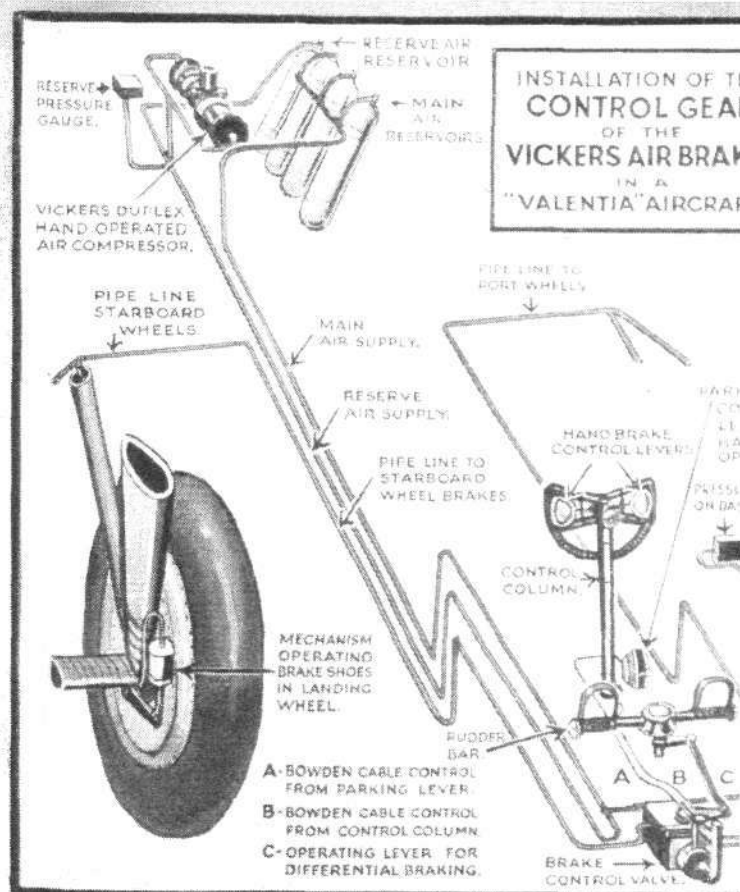 RESERVE AIR
RESERVOIR
RESERVE
PRESSURE
GAUGE.
MAIN
AIR
RESERVOIRS.
INSTALLATION OF
CONTROL
OF THE
VICKERS AIR
IN A
"VALENTIA"
VICKERS DUPLEX
HAND OPERATED
AIR COMPRESSOR.
PIPE LINE TO
PORT WHEELS.
PIPE LINE
STARBOARD
WHEELS.
MAIN
AIR SUPPLY.
RESERVE
AIR SUPPLY.
HAND BRAKE
CONTROL LEVERS
PIPE LINE TO
STARBOARD
WHEEL BRAKES.
CONTROL
COLUMN.
MECHANISM
OPERATING
BRAKE SHOES
IN LANDING
WHEEL.
RUDDER
BAR.
A-BOWDEN CABLE CONTROL
FROM PARKING LEVER.
B-BOWDEN CABLE CONTROL
FROM CONTROL COLUMN.
C-OPERATING LEVER FOR
DIFFERENTIAL BRAKING.
A B C
BRAKE
CONTROL VALVE.